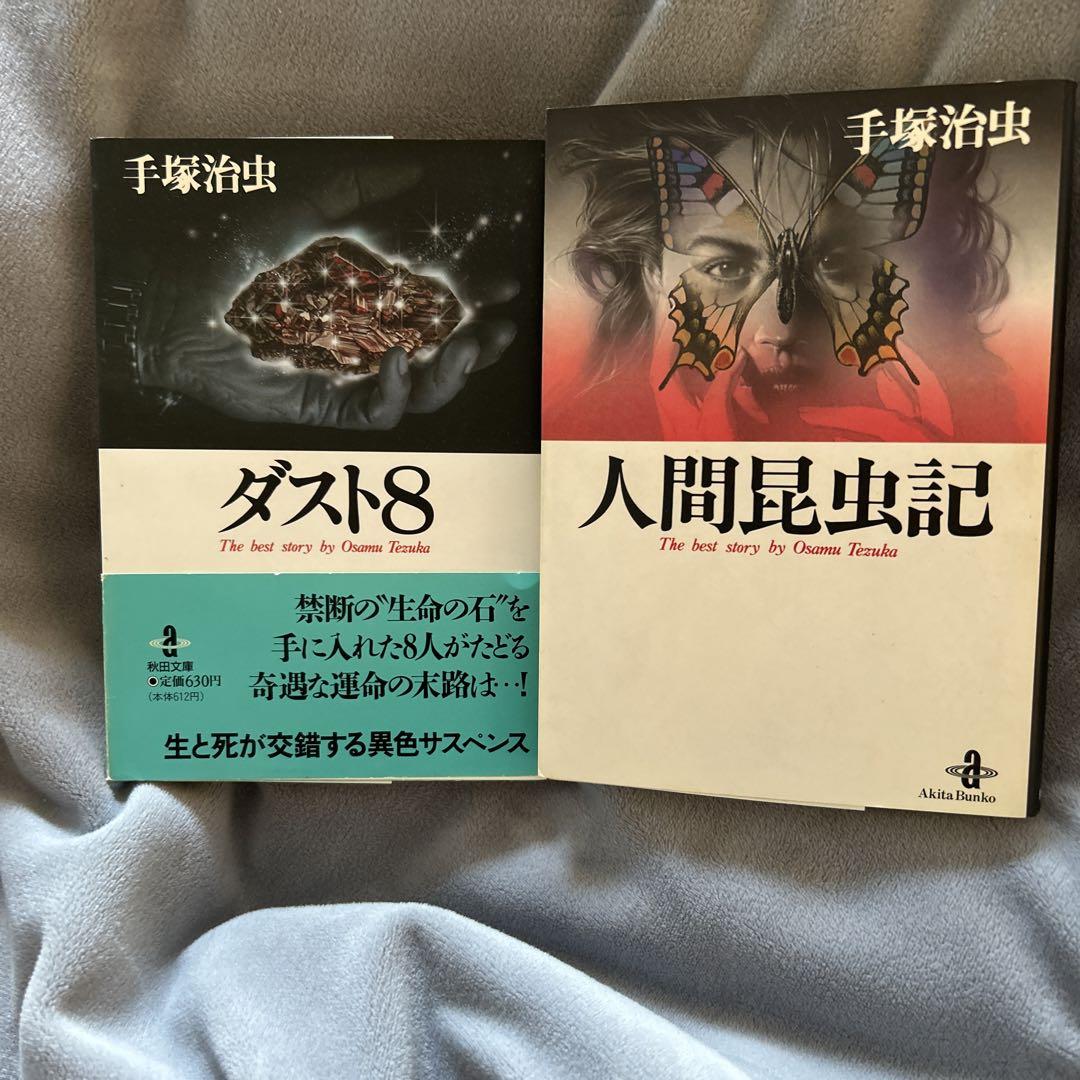 手塚治虫
ダスト8
The best story by Osamu Tezuka
禁断の"生命の石"を
手に入れた8人がたどる
奇遇な運命の末路は…!
生と死が交錯する異色サスペンス
a
秋田文庫
●定価630円
(本体612円)
手塚治虫
人間昆虫記
The best story by Osamu Tezuka
a
Akita Bunko